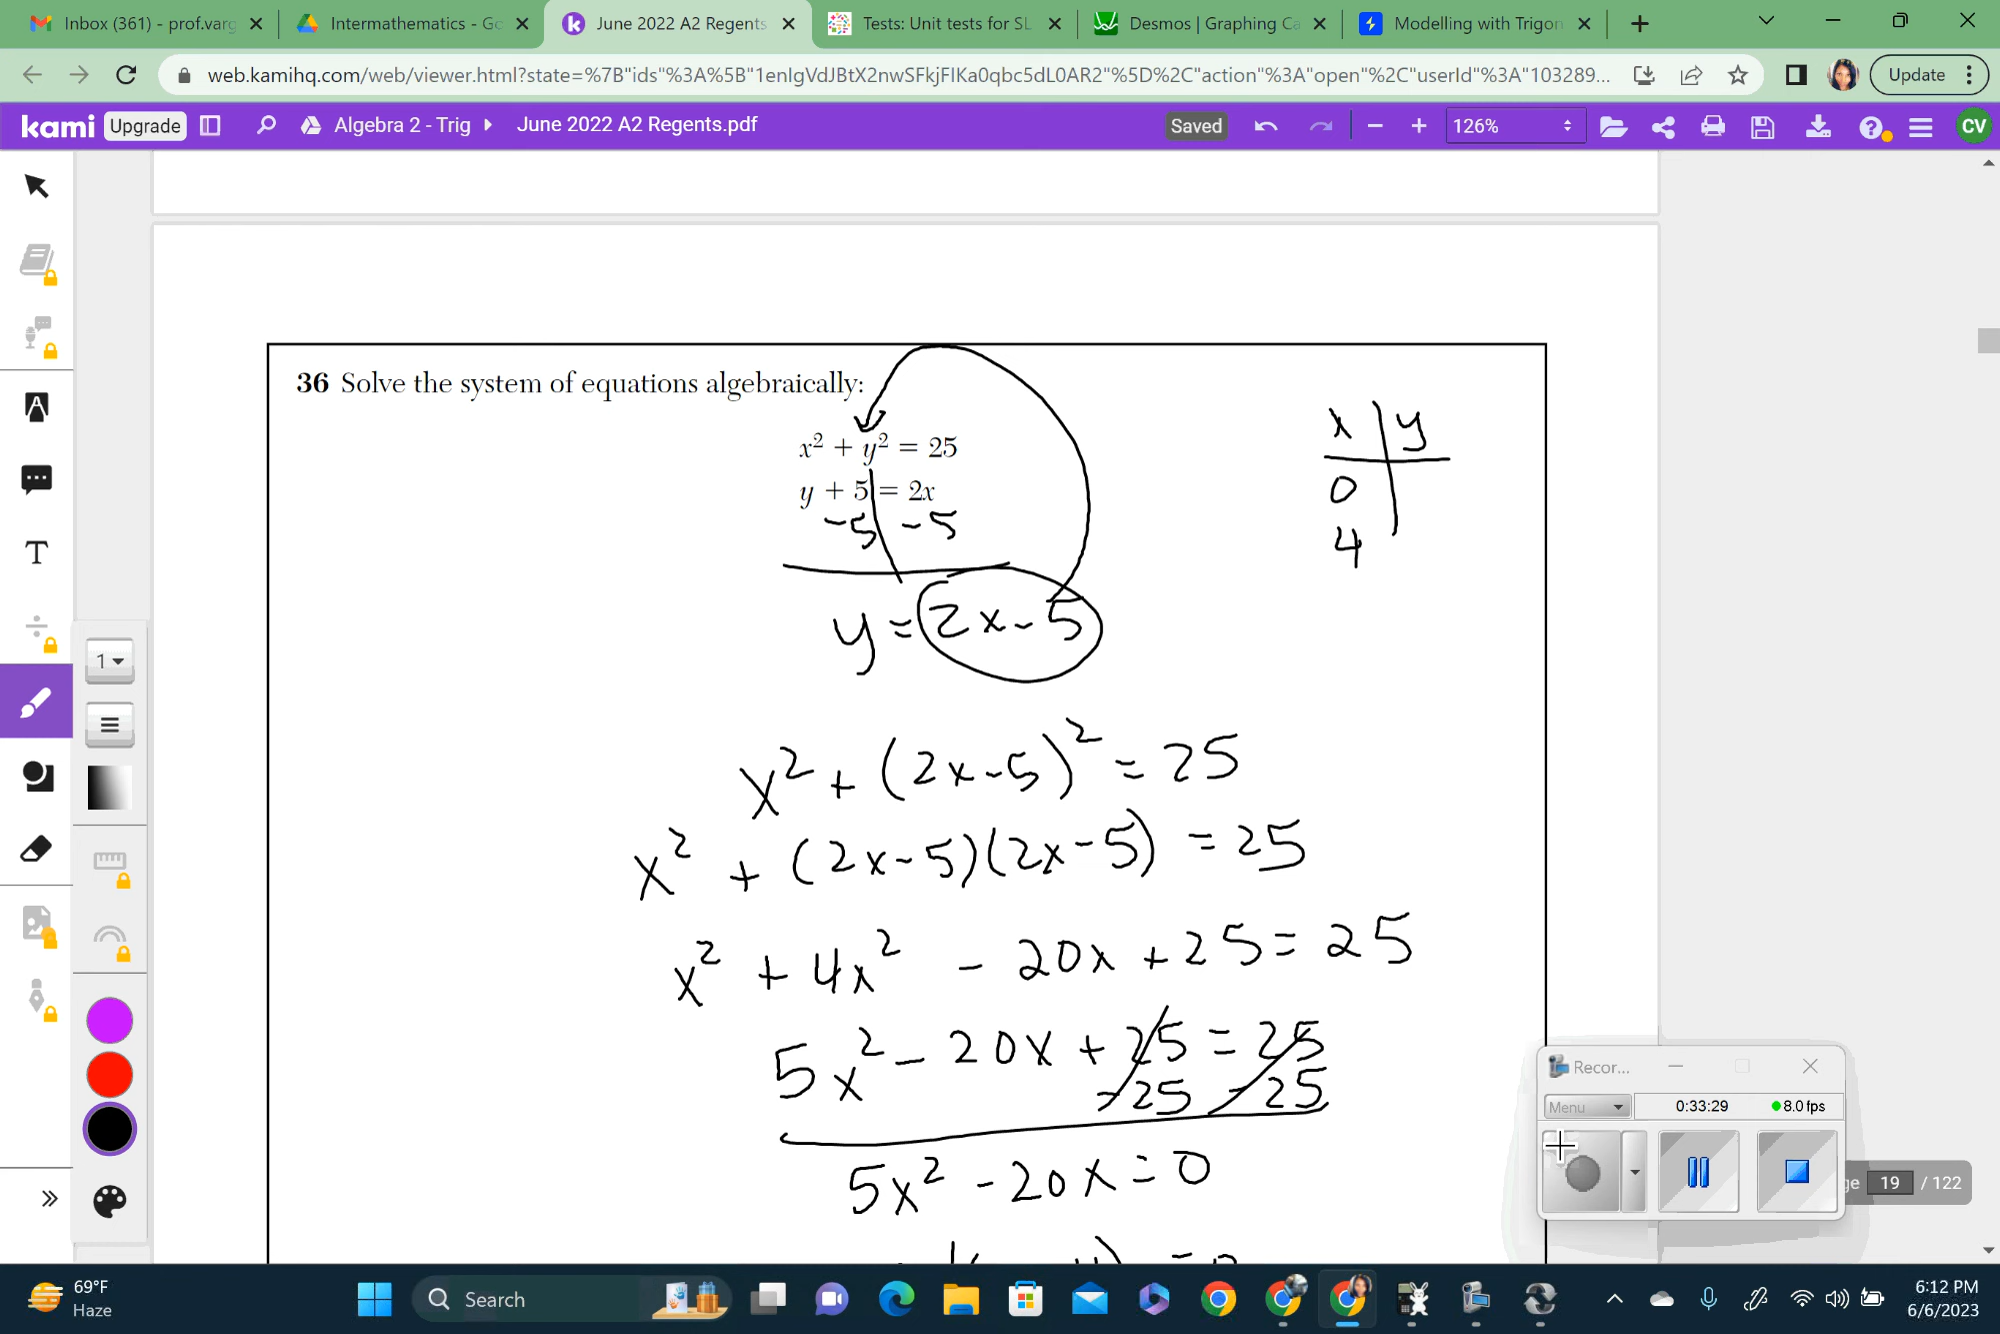 Inbox (361) - prof.varg
Intermathematics - Go
June 2022 A2 Regents
Tests: Unit tests for SL
Desmos | Graphing Ca
Modelling with Trigon
web.kamihq.com/web/viewer.html?state=%7B"ids"%3A%5B"1enlgVdJBtX2nwSFkjFIKa0qbc5dL0AR2"%5D%2C"action"%3A"open"%2C"userId"%3A"103289...
Update
kami Upgrade
Algebra 2 - Trig
June 2022 A2 Regents.pdf
Saved
126%
CV
36 Solve the system of equations algebraically:
x² + y² = 25
y + 5 = 2x
-5 -5
y = 2x - 5
x y
0
4
x² + (2x-5)² = 25
x² + (2x-5)(2x-5) = 25
x² + 4x² - 20x + 25 = 25
5x² - 20x + 25 = 25
-25 -25
5x² - 20x = 0
T
1
Recor...
Menu
0:33:29
8.0 fps
ge 19 / 122
69°F
Haze
Search
6:12 PM
6/6/2023